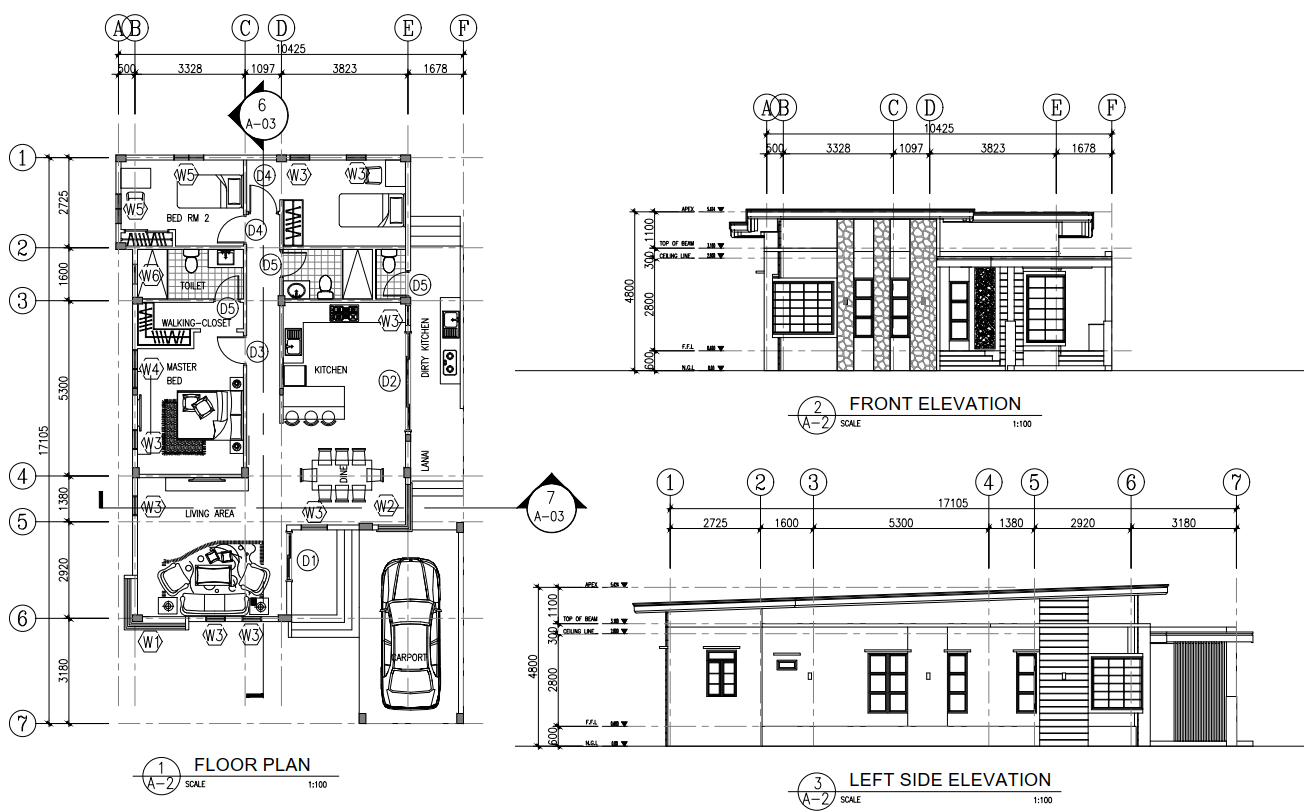 A B C D E F
10425
500 3328 1097 3823 1678
6
A-03
1
2
3
4
5
6
7
2725
1600
5300
1380
2920
3180
17105
W5
D4
W3
W3
W5
BED RM 2
D4
D5
W6
TOILET
D5
D5
WALKING-CLOSET
W3
D3
W4
MASTER
BED
KITCHEN
D2
DIRTY KITCHEN
W3
LANAI
DINE
W3
LIVING AREA
W3
W2
D1
W1
W3
W3
CARPORT
7
A-03
1
A-2
FLOOR PLAN
SCALE 1:100
A B C D E F
10425
500 3328 1097 3823 1678
APEX
TOP OF BEAM
CEILING LINE
F.F.L
N.G.L
1100
300
2800
600
4800
2
A-2
FRONT ELEVATION
SCALE 1:100
1 2 3 4 5 6 7
17105
2725 1600 5300 1380 2920 3180
APEX
TOP OF BEAM
CEILING LINE
F.F.L
N.G.L
1100
300
2800
600
4800
3
A-2
LEFT SIDE ELEVATION
SCALE 1:100